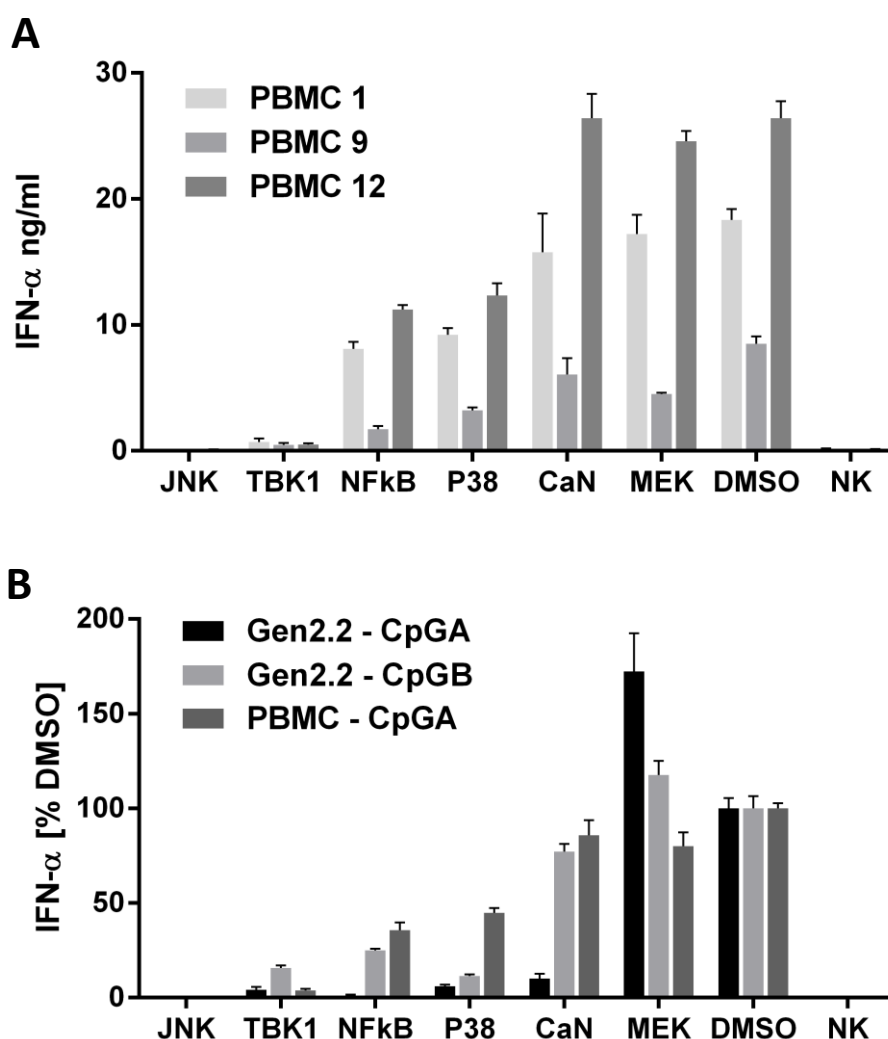 A
30
20
10
0
IFN-α ng/ml
PBMC 1
PBMC 9
PBMC 12
JNK TBK1 NFkB P38 CaN MEK DMSO NK
B
200
150
100
50
0
IFN-α [% DMSO]
Gen2.2 - CpGA
Gen2.2 - CpGB
PBMC - CpGA
JNK TBK1 NFkB P38 CaN MEK DMSO NK